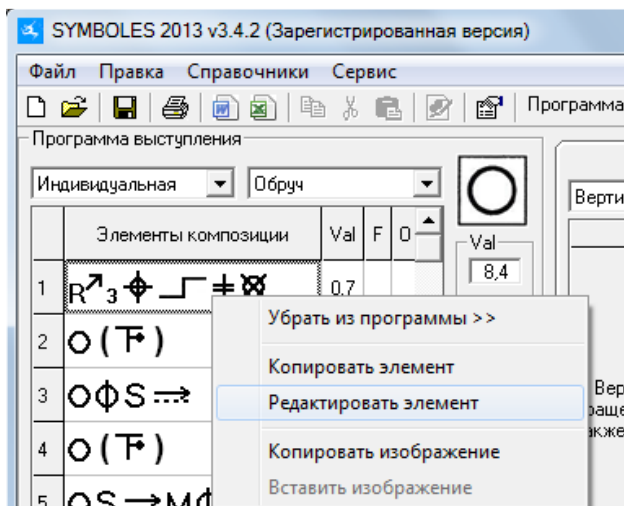 SYMBOLES 2013 v3.4.2 (Зарегистрированная версия)
Файл Правка Справочники Сервис
Программа
Программа выступления
Индивидуальная Обруч
Верти
Элементы композиции Val F O
Val
8,4
1 R 3 0.7
2 O ( )
3 O Ф S
4 O ( )
5 O S → M Ф
Убрать из программы >>
Копировать элемент
Редактировать элемент
Копировать изображение
Вставить изображение
Вер
раще
акже